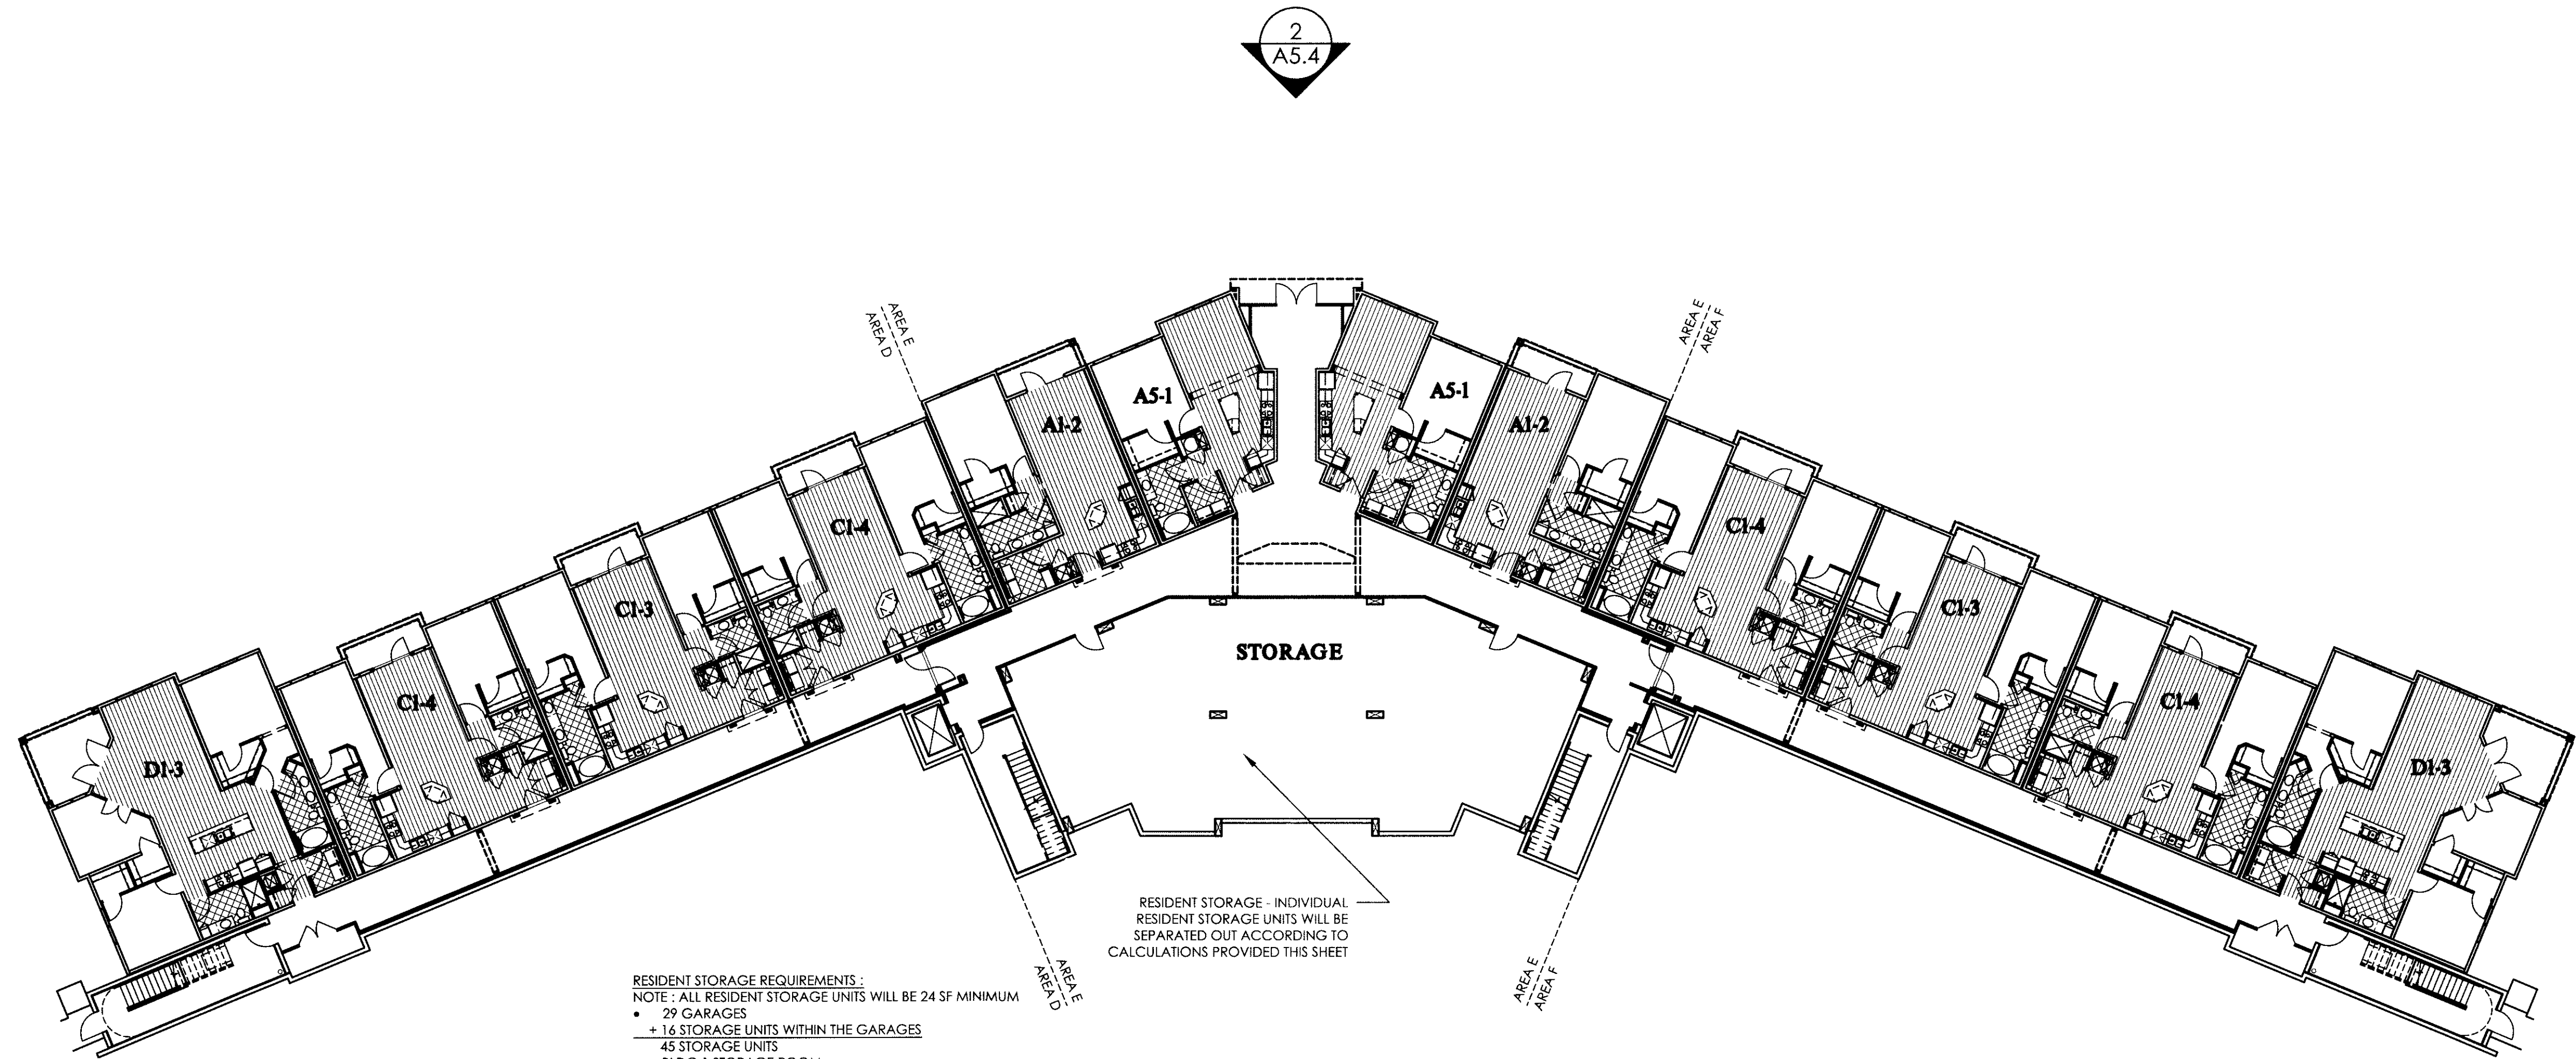 2
A5.4
AREA E
AREA D
AREA E
AREA F
A5-1
A5-1
A1-2
A1-2
C1-4
C1-4
C1-3
C1-3
C1-4
C1-4
D1-3
D1-3
STORAGE
RESIDENT STORAGE - INDIVIDUAL
RESIDENT STORAGE UNITS WILL BE
SEPARATED OUT ACCORDING TO
CALCULATIONS PROVIDED THIS SHEET
AREA E
AREA D
AREA E
AREA F
RESIDENT STORAGE REQUIREMENTS :
NOTE : ALL RESIDENT STORAGE UNITS WILL BE 24 SF MINIMUM
• 29 GARAGES
+ 16 STORAGE UNITS WITHIN THE GARAGES
45 STORAGE UNITS